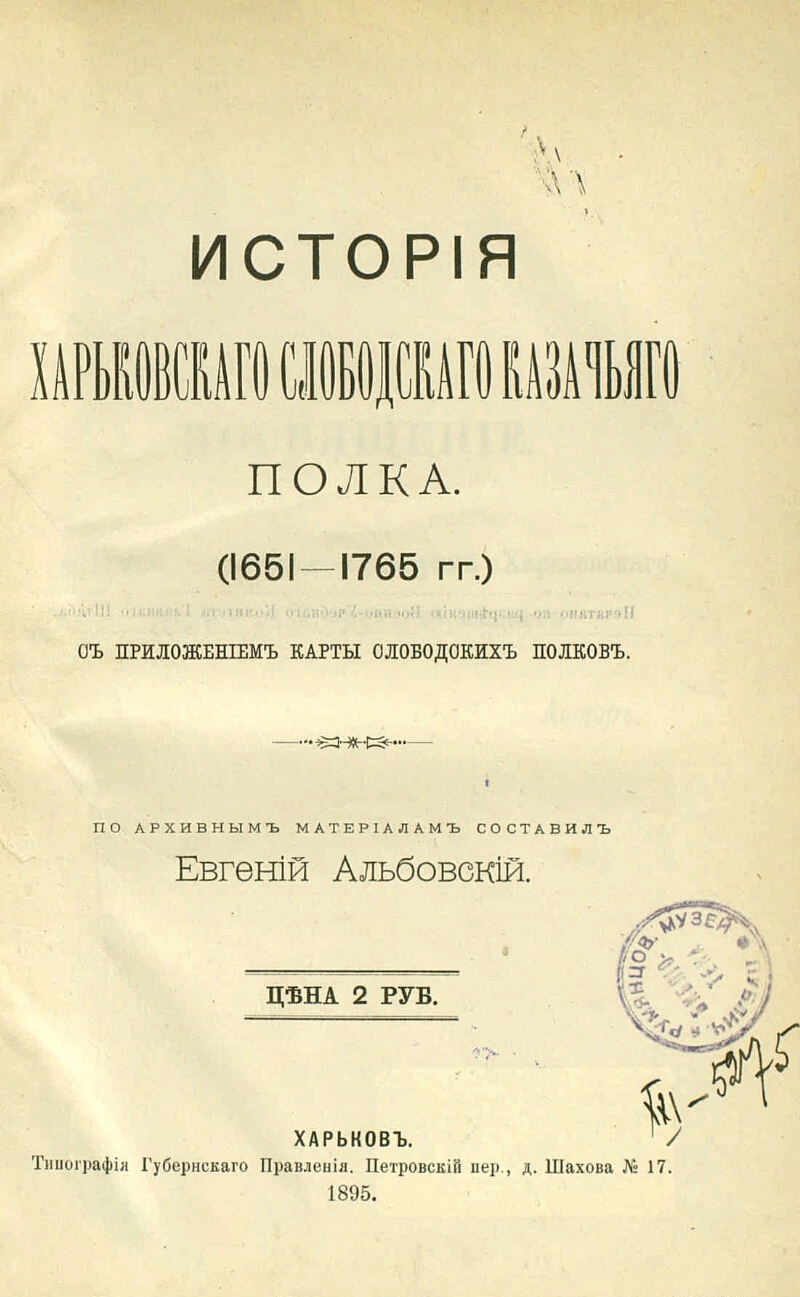 ИСТОРІЯ
ХАРЬКОВСКАГО СЛОБОДСКАГО КАЗАЧЬЯГО
ПОЛКА.
(1651—1765 гг.)
СЪ ПРИЛОЖЕНІЕМЪ КАРТЫ СЛОБОДСКИХЪ ПОЛКОВЪ.
ПО АРХИВНЫМЪ МАТЕРІАЛАМЪ СОСТАВИЛЪ
Евгеній Альбовскій.
МУЗЕЙ
ЦѢНА 2 РУБ.
ХАРЬКОВЪ.
Типографія Губернскаго Правленія. Петровскій пер., д. Шахова № 17.
1895.